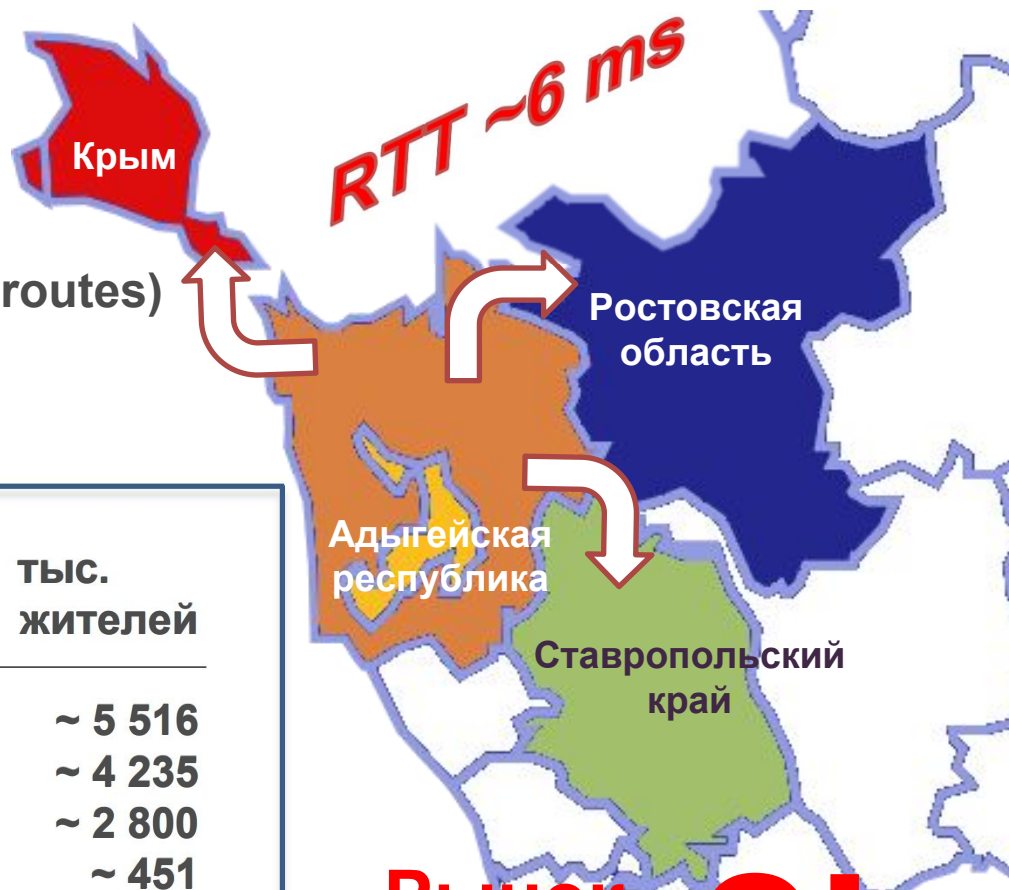 RTT ~6 ms
Крым
routes)
Ростовская
область
Адыгейская
республика
Ставропольский
край
тыс.
жителей
~ 5 516
~ 4 235
~ 2 800
~ 451